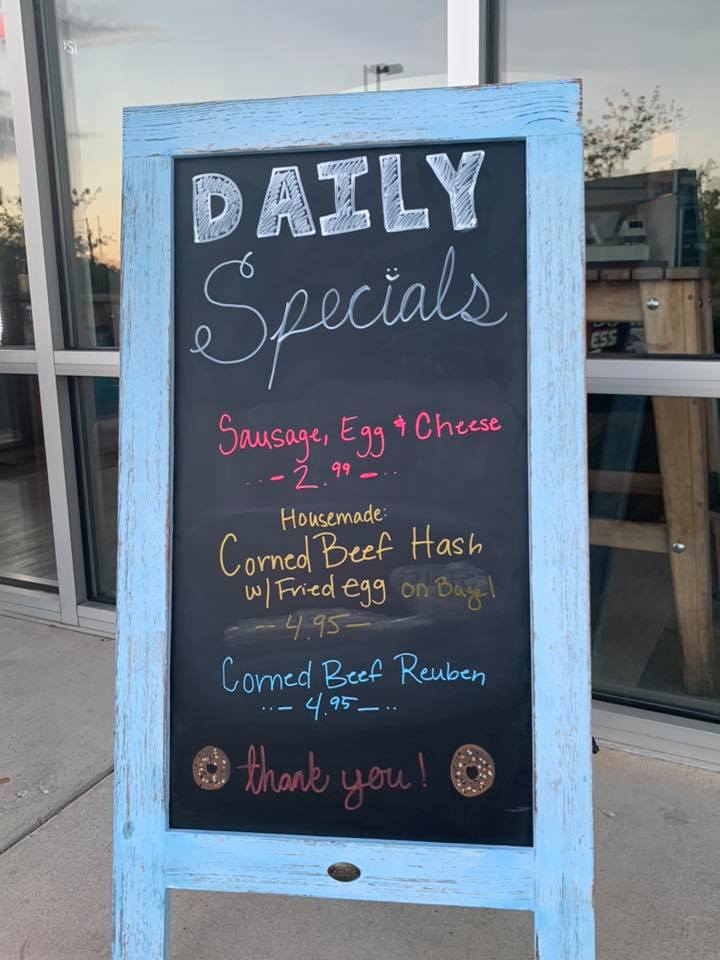 DAILY
Specials
Sausage, Egg & Cheese
--2.99--
Housemade:
Corned Beef Hash
w/Fried egg on Bagel
-4.95-
Corned Beef Reuben
--4.95--
thank you!
ESS